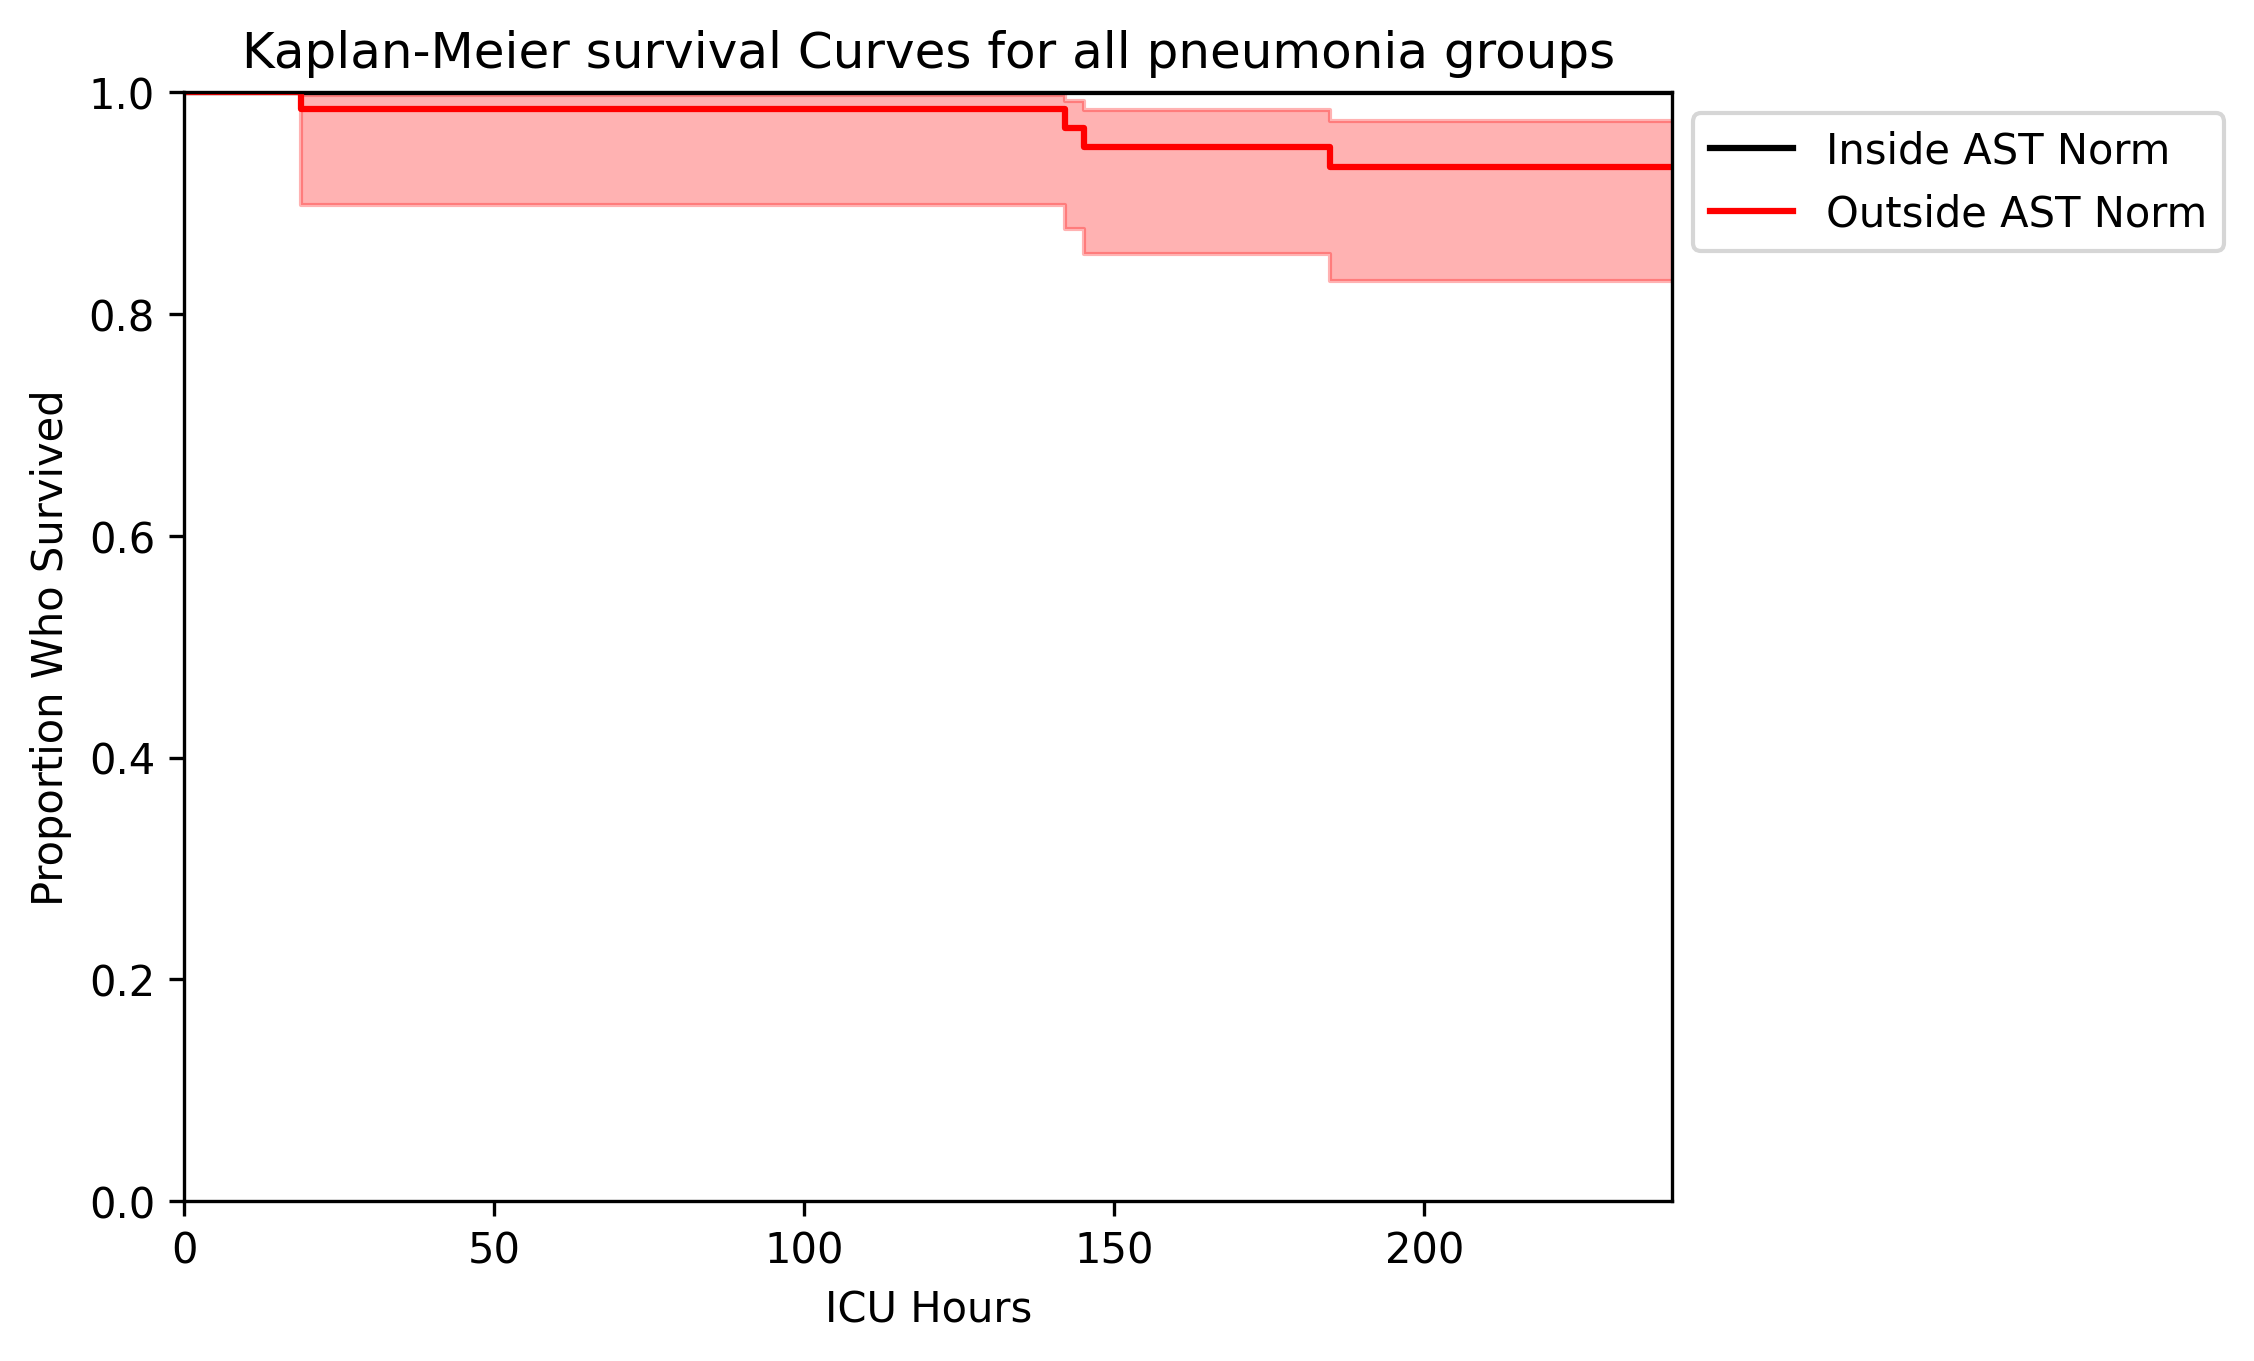 Kaplan-Meier survival Curves for all pneumonia groups
1.0
0.8
0.6
0.4
0.2
0.0
Proportion Who Survived
0 50 100 150 200
ICU Hours
Inside AST Norm
Outside AST Norm